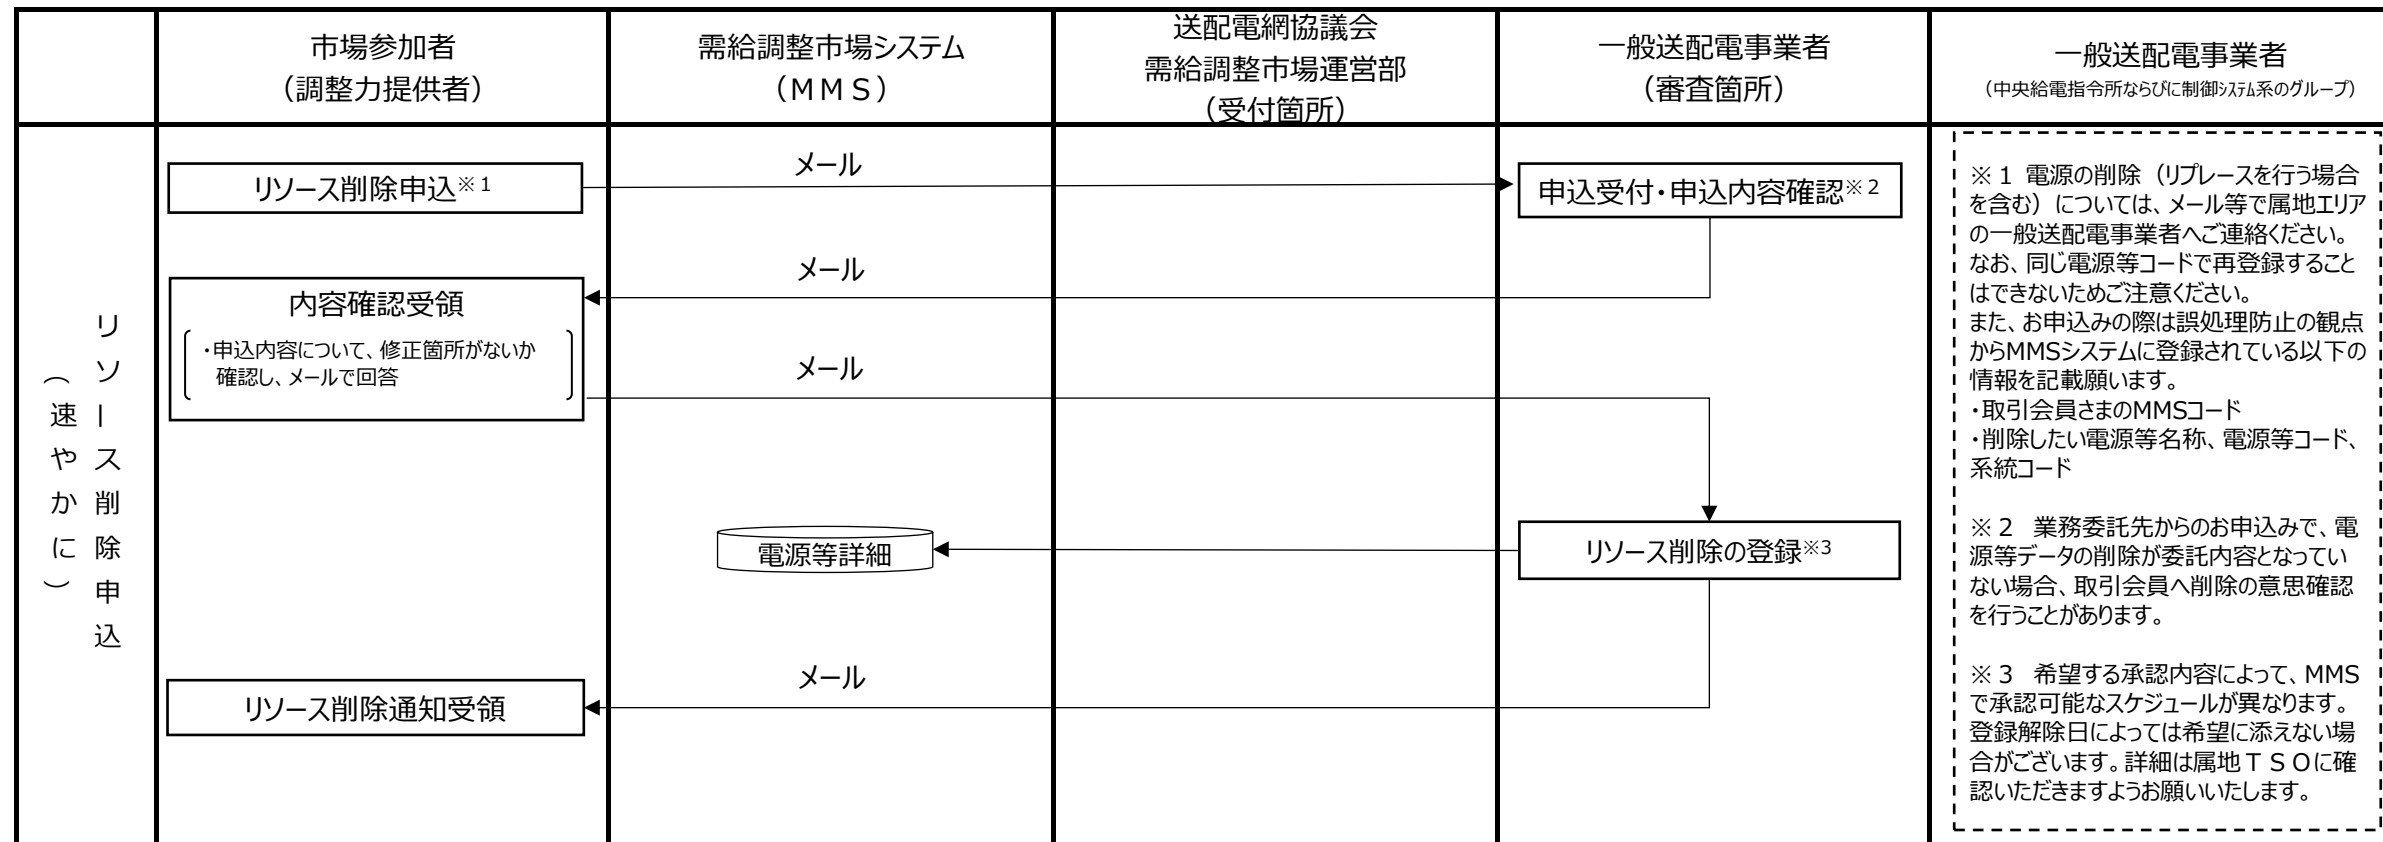 市場参加者
（調整力提供者）
需給調整市場システム
（ＭＭＳ）
送配電網協議会
需給調整市場運営部
（受付箇所）
一般送配電事業者
（審査箇所）
一般送配電事業者
（中央給電指令所ならびに制御ｼｽﾃﾑ系のグループ）
リソース削除申込
（速やかに）
リソース削除申込※１
メール
申込受付・申込内容確認※２
メール
内容確認受領
・申込内容について、修正箇所がないか
確認し、メールで回答
メール
電源等詳細
リソース削除の登録※3
メール
リソース削除通知受領
※１ 電源の削除（リプレースを行う場合
を含む）については、メール等で属地エリア
の一般送配電事業者へご連絡ください。
なお、同じ電源等コードで再登録すること
はできないためご注意ください。
また、お申込みの際は誤処理防止の観点
からMMSシステムに登録されている以下の
情報を記載願います。
・取引会員さまのMMSコード
・削除したい電源等名称、電源等コード、
系統コード
※２　業務委託先からのお申込みで、電
源等データの削除が委託内容となってい
ない場合、取引会員へ削除の意思確認
を行うことがあります。
※３　希望する承認内容によって、MMS
で承認可能なスケジュールが異なります。
登録解除日によっては希望に添えない場
合がございます。詳細は属地ＴＳＯに確
認いただきますようお願いいたします。